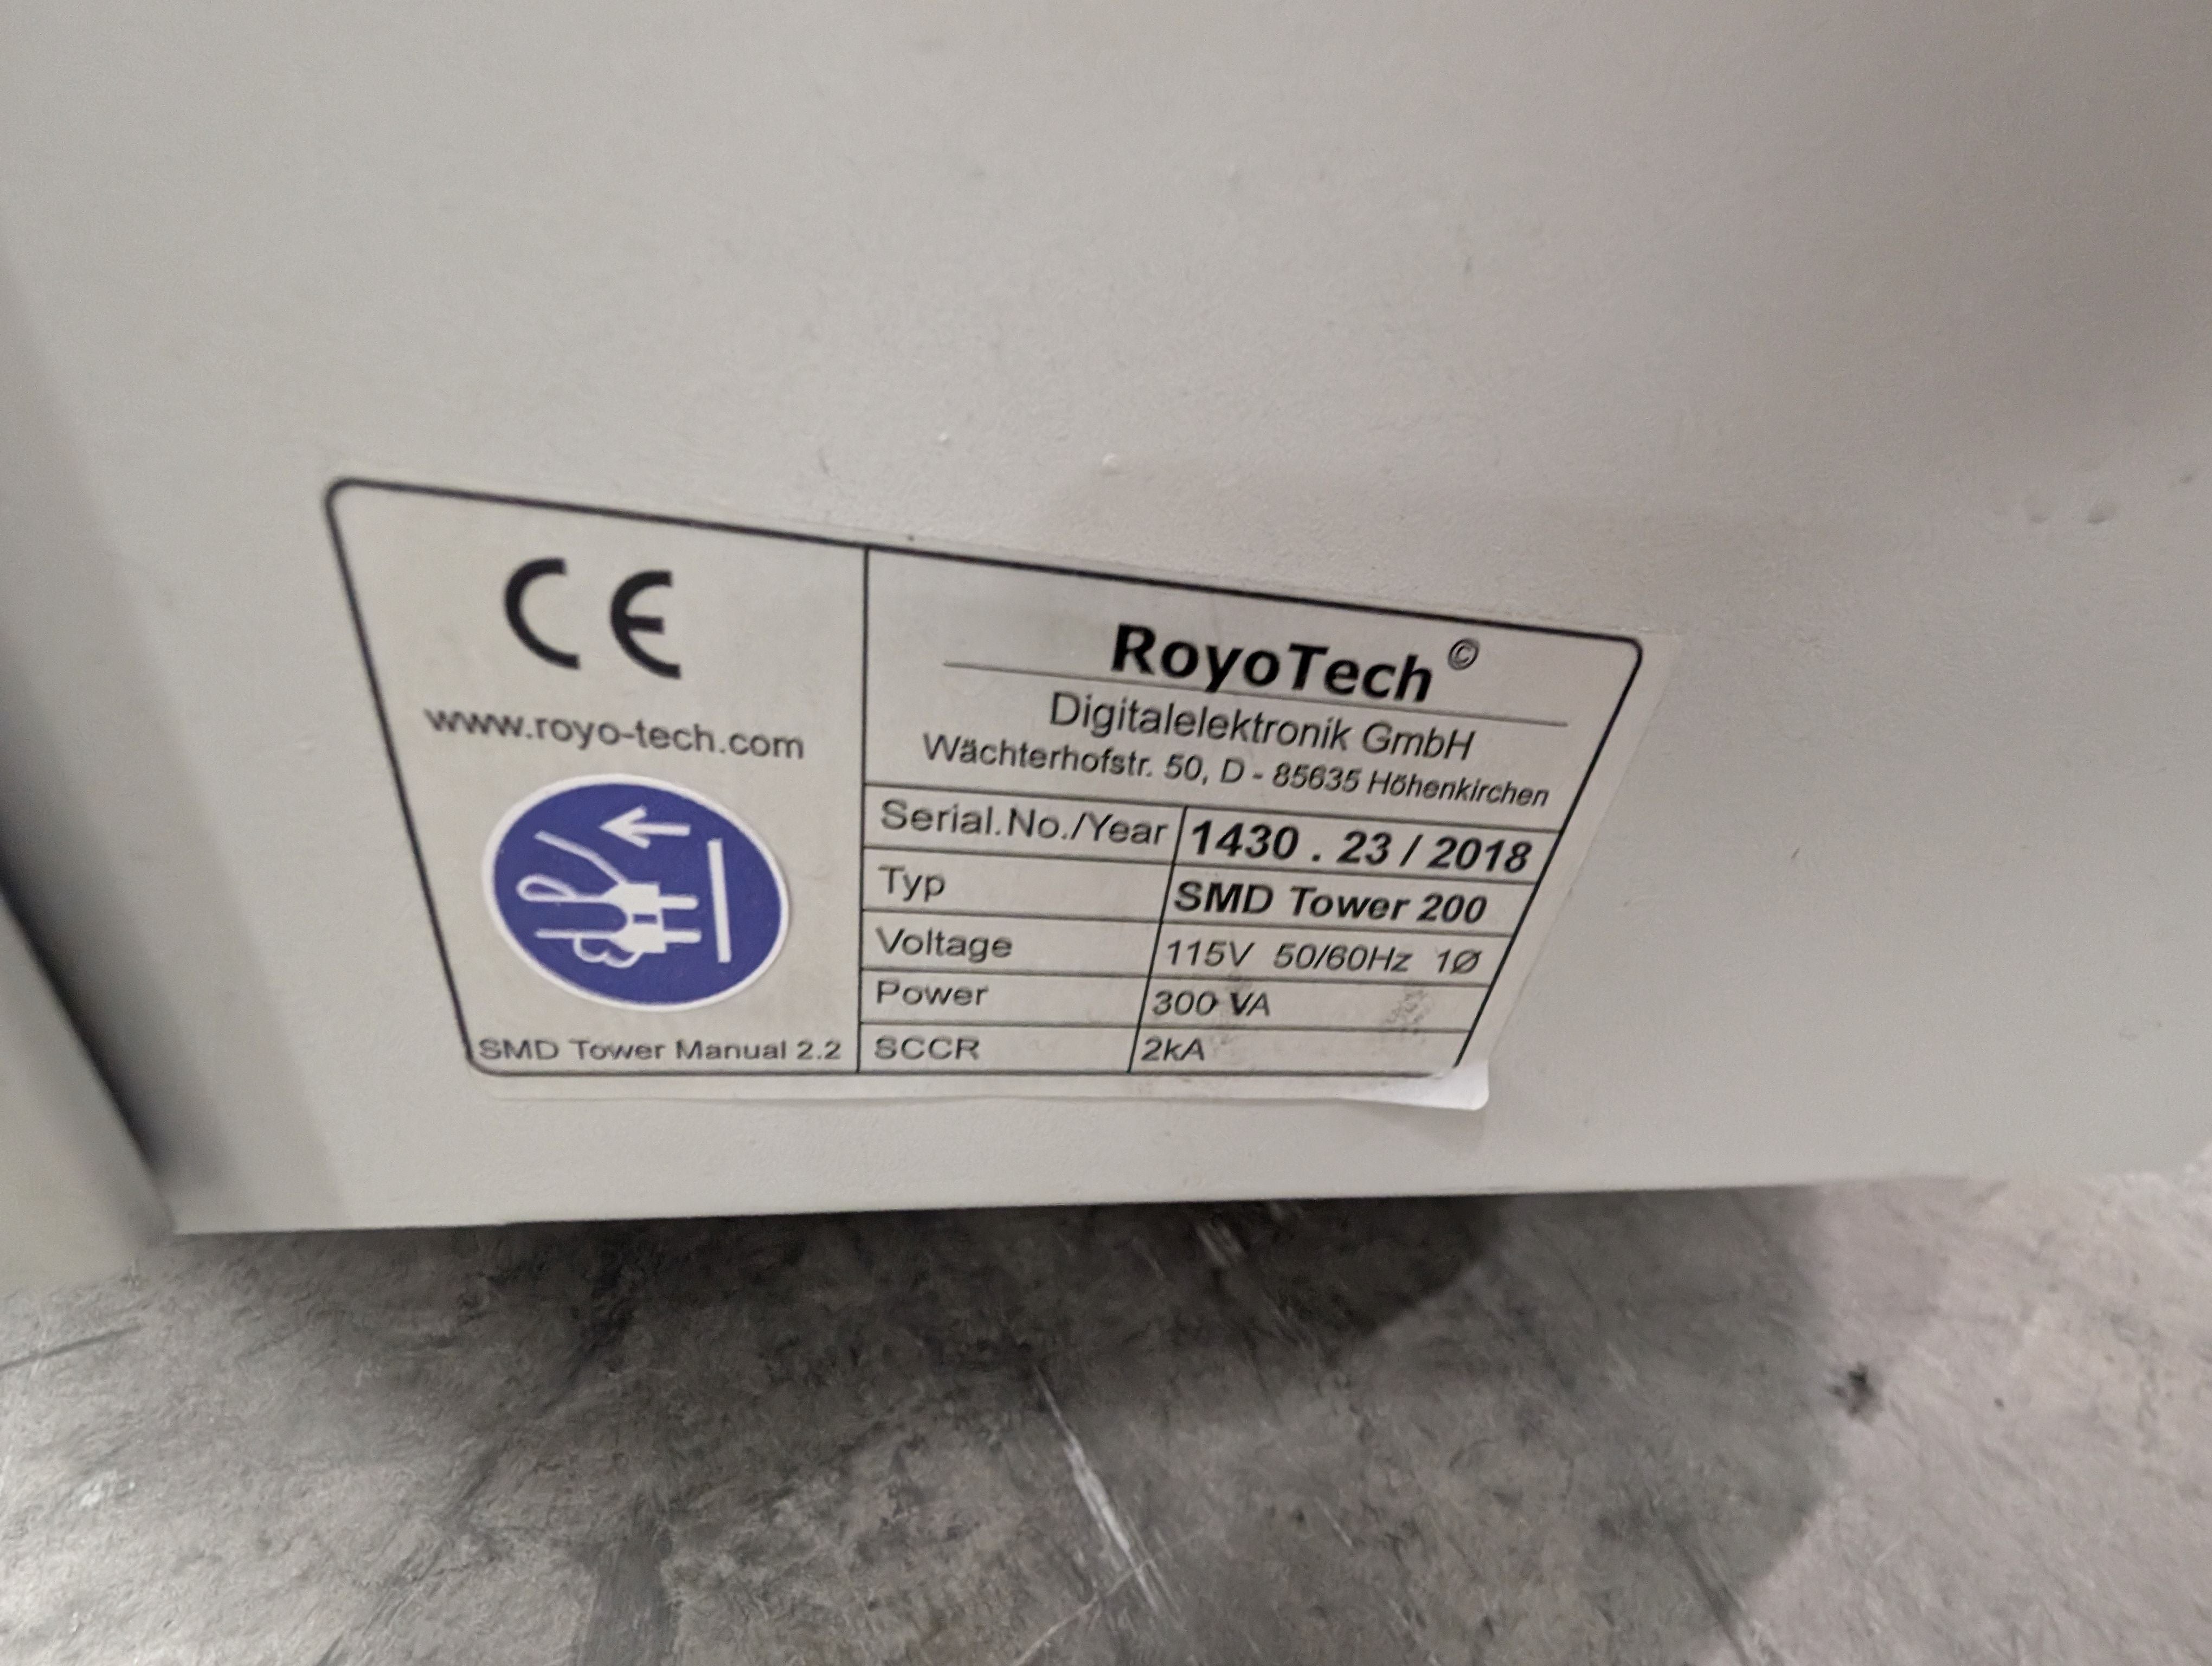 CE
www.royo-tech.com
SMD Tower Manual 2.2
RoyoTech ©
Digitalelektronik GmbH
Wächterhofstr. 50, D - 85635 Höhenkirchen
Serial.No./Year 1430 . 23 / 2018
Typ SMD Tower 200
Voltage 115V 50/60Hz 1Ø
Power 300 VA
SCCR 2kA